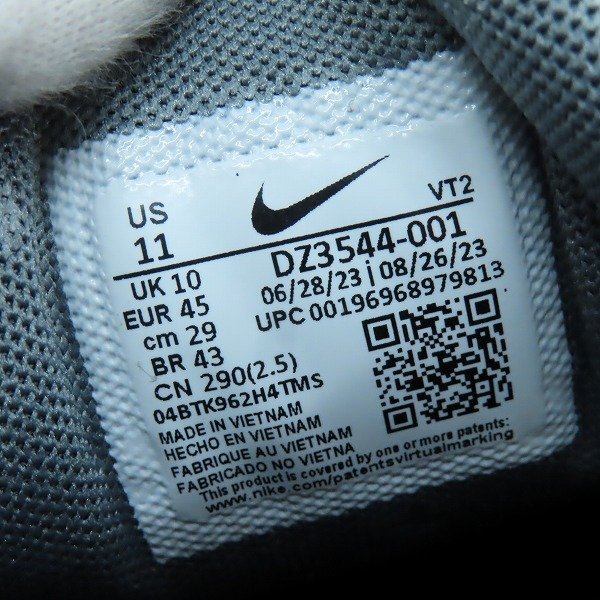 US
11
UK 10
EUR 45
cm 29
BR 43
CN 290(2.5)
04BTK962H4TMS
VT2
DZ3544-001
06/28/23 | 08/26/23
UPC 00196968979813
MADE IN VIETNAM
HECHO EN VIETNAM
FABRIQUE AU VIETNAM
FABRICADO NO VIETNA
This product is covered by one or more patents:
www.nike.com/patentsvirtualmarking